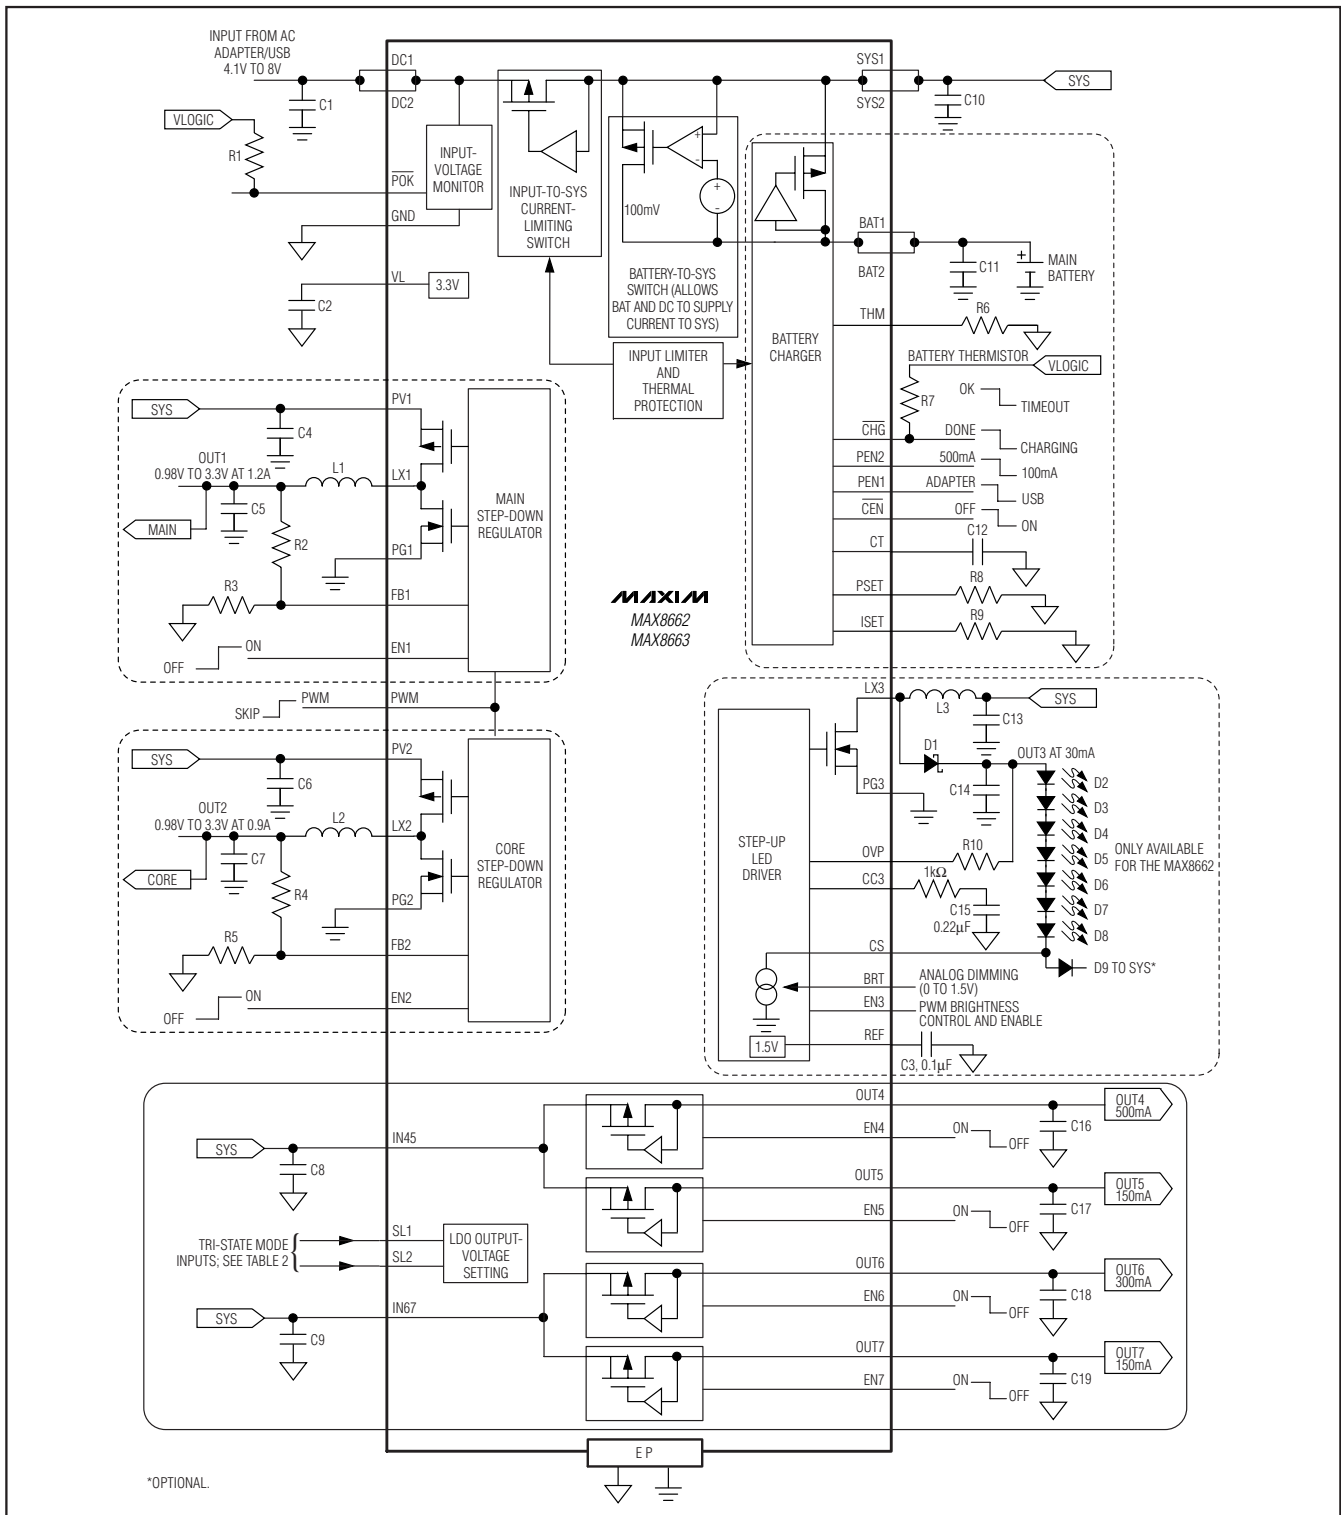 INPUT FROM AC
ADAPTER/USB
4.1V TO 8V
C1
VLOGIC
R1
DC1
DC2
POK
GND
INPUT-
VOLTAGE
MONITOR
VL
3.3V
C2
INPUT-TO-SYS
CURRENT-
LIMITING
SWITCH
+
-
+
-
100mV
BATTERY-TO-SYS
SWITCH (ALLOWS
BAT AND DC TO SUPPLY
CURRENT TO SYS)
INPUT LIMITER
AND
THERMAL
PROTECTION
SYS1
SYS2
C10
SYS
BATTERY
CHARGER
BAT1
BAT2
C11
+
MAIN
BATTERY
THM
R6
BATTERY THERMISTOR
VLOGIC
R7
OK
TIMEOUT
CHG
DONE
CHARGING
PEN2
500mA
100mA
PEN1
ADAPTER
USB
CEN
OFF
ON
CT
C12
PSET
R8
ISET
R9
SYS
C4
PV1
OUT1
0.98V TO 3.3V AT 1.2A
L1
LX1
C5
MAIN
R2
PG1
R3
FB1
OFF
ON
EN1
MAIN
STEP-DOWN
REGULATOR
MAXIM
MAX8662
MAX8663
SKIP
PWM
PWM
SYS
C6
PV2
OUT2
0.98V TO 3.3V AT 0.9A
L2
LX2
C7
CORE
R4
PG2
R5
FB2
OFF
ON
EN2
CORE
STEP-DOWN
REGULATOR
LX3
L3
SYS
C13
D1
OUT3 AT 30mA
PG3
C14
D2
D3
D4
D5
D6
D7
D8
ONLY AVAILABLE
FOR THE MAX8662
STEP-UP
LED
DRIVER
OVP
R10
CC3
1kΩ
C15
0.22µF
CS
D9 TO SYS*
BRT
ANALOG DIMMING
(0 TO 1.5V)
EN3
PWM BRIGHTNESS
CONTROL AND ENABLE
REF
1.5V
C3, 0.1µF
SYS
C8
IN45
OUT4
OUT4
500mA
EN4
ON
OFF
C16
OUT5
OUT5
150mA
EN5
ON
OFF
C17
TRI-STATE MODE
INPUTS; SEE TABLE 2
SL1
SL2
LDO OUTPUT-
VOLTAGE
SETTING
SYS
C9
IN67
OUT6
OUT6
300mA
EN6
ON
OFF
C18
OUT7
OUT7
150mA
EN7
ON
OFF
C19
EP
*OPTIONAL.